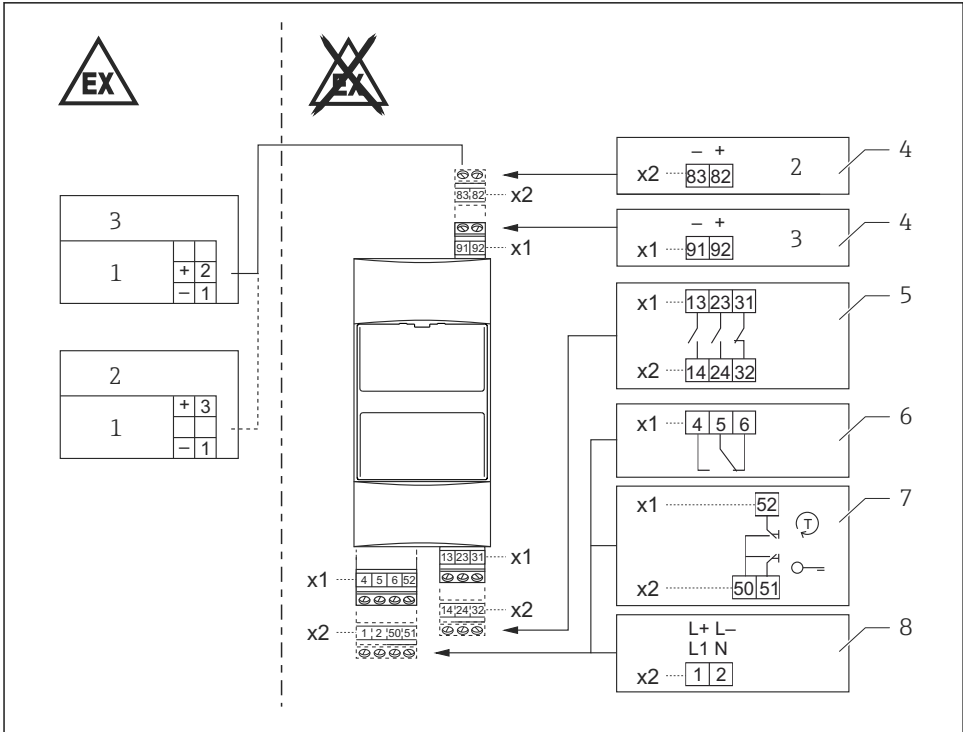 EX
EX
83 82 x2
91 92 x1
3
1
+ 2
– 1
2
1
+ 3
– 1
– +
x2 83 82 2
4
– +
x1 91 92 3
4
x1 13 23 31
x2 14 24 32
5
x1 4 5 6
6
x1 52
T
x2 50 51
7
L+ L–
L1 N
x2 1 2
8
13 23 31 x1
x1 4 5 6 52
14 24 32 x2
x2 1 2 50 51